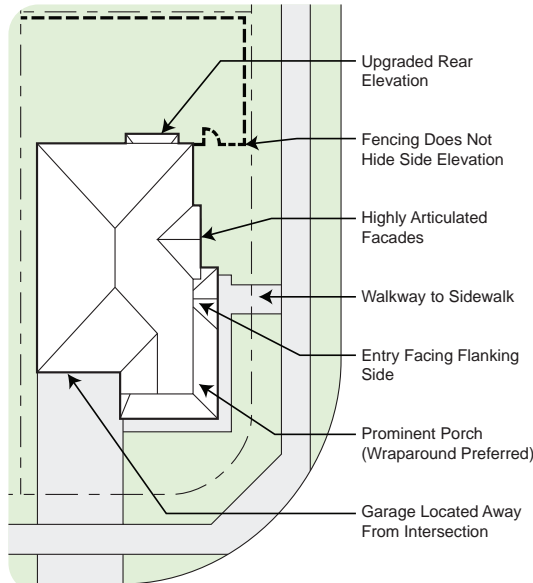 Upgraded Rear
Elevation
Fencing Does Not
Hide Side Elevation
Highly Articulated
Facades
Walkway to Sidewalk
Entry Facing Flanking
Side
Prominent Porch
(Wraparound Preferred)
Garage Located Away
From Intersection